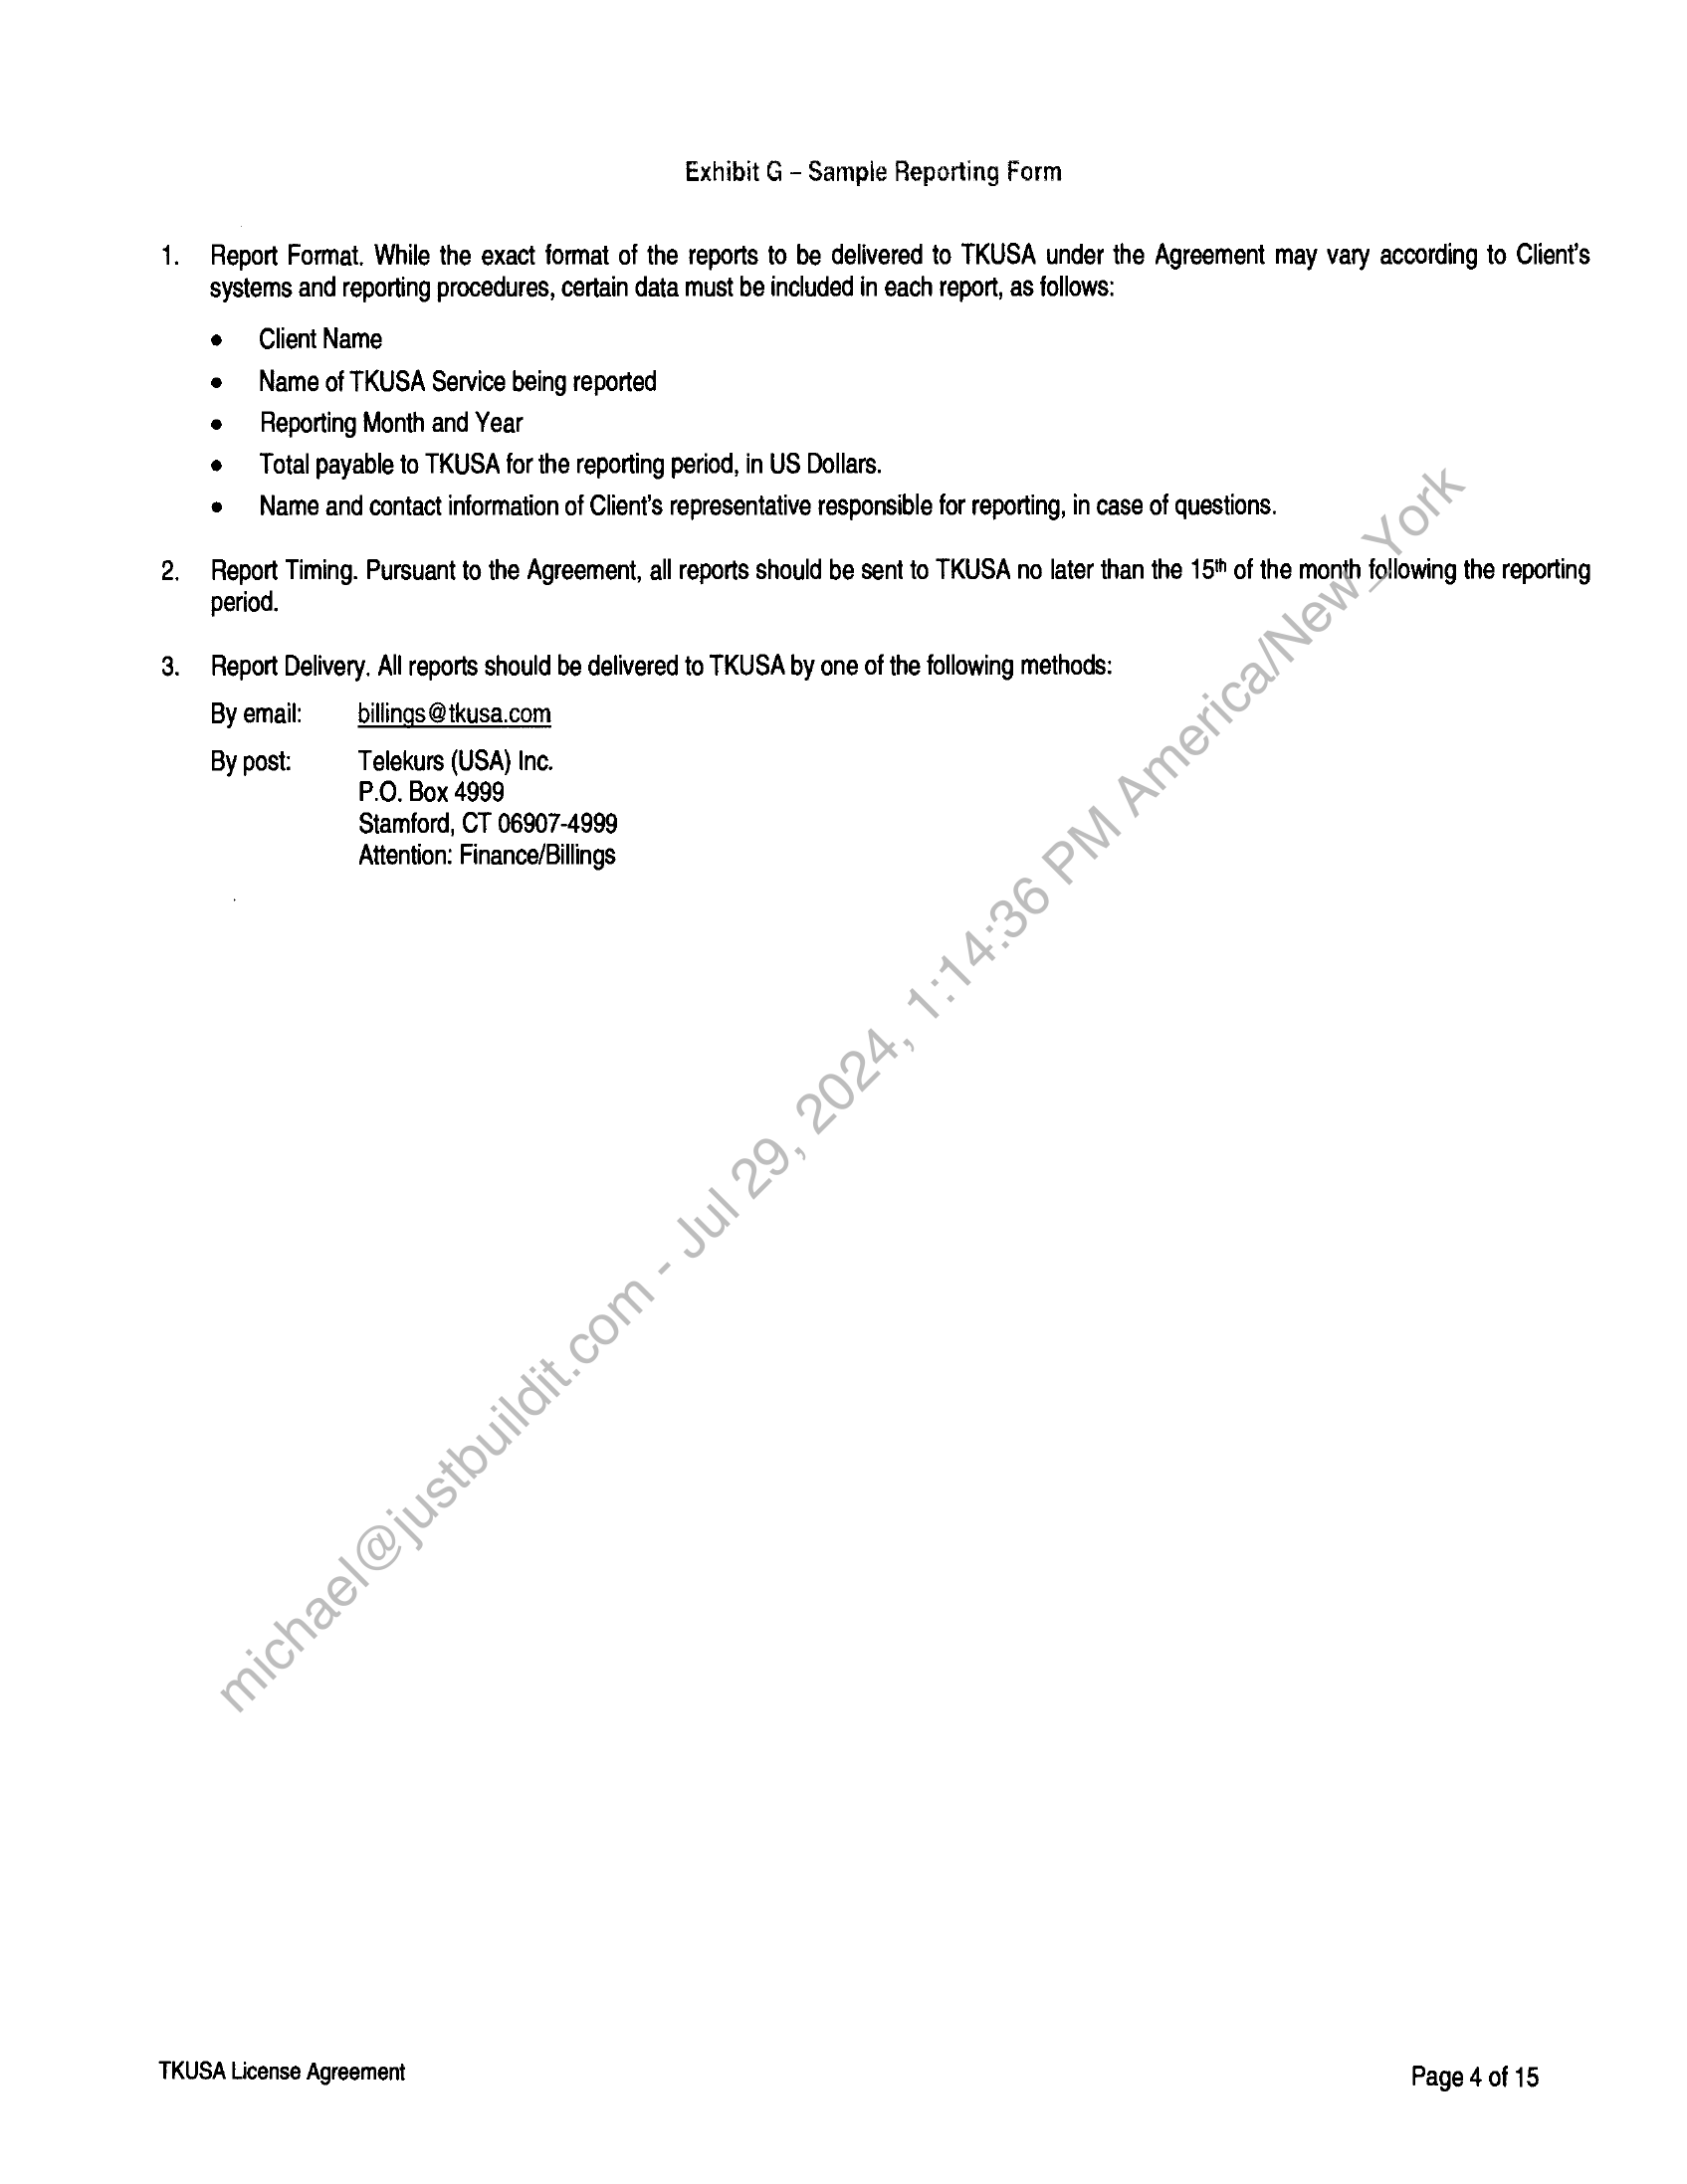 Exhibit G – Sample Reporting Form
1. Report Format. While the exact format of the reports to be delivered to TKUSA under the Agreement may vary according to Client's
systems and reporting procedures, certain data must be included in each report, as follows:
• Client Name
• Name of TKUSA Service being reported
• Reporting Month and Year
• Total payable to TKUSA for the reporting period, in US Dollars.
• Name and contact information of Client's representative responsible for reporting, in case of questions.
2. Report Timing. Pursuant to the Agreement, all reports should be sent to TKUSA no later than the 15th of the month following the reporting
period.
3. Report Delivery. All reports should be delivered to TKUSA by one of the following methods:
By email: billings@tkusa.com
By post: Telekurs (USA) Inc.
P.O. Box 4999
Stamford, CT 06907-4999
Attention: Finance/Billings
michael@justbuildit.com - Jul 29, 2024, 1:14:36 PM America/New_York
TKUSA License Agreement
Page 4 of 15